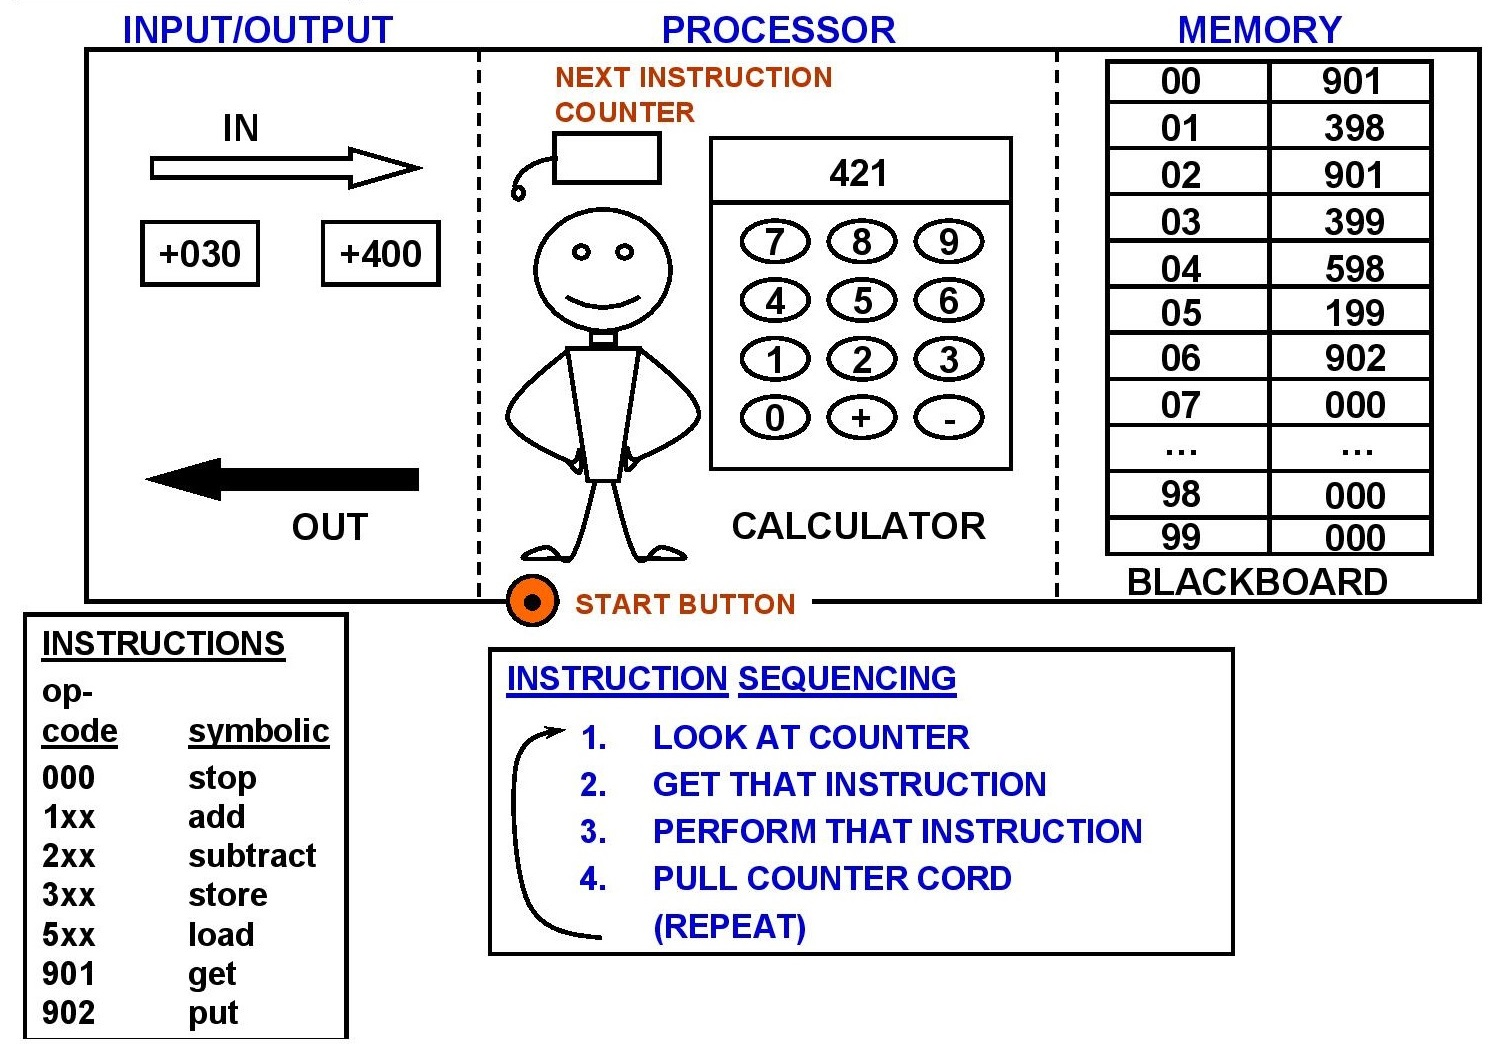 INPUT/OUTPUT
PROCESSOR
MEMORY
IN
+030 +400
OUT
NEXT INSTRUCTION
COUNTER
421
7 8 9
4 5 6
1 2 3
0 + -
CALCULATOR
START BUTTON
00 901
01 398
02 901
03 399
04 598
05 199
06 902
07 000
... ...
98 000
99 000
BLACKBOARD
INSTRUCTIONS
op-
code symbolic
000 stop
1xx add
2xx subtract
3xx store
5xx load
901 get
902 put
INSTRUCTION SEQUENCING
1. LOOK AT COUNTER
2. GET THAT INSTRUCTION
3. PERFORM THAT INSTRUCTION
4. PULL COUNTER CORD
(REPEAT)